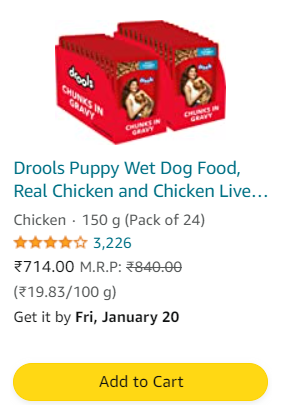 drools
CHUNKS IN
GRAVY
CHUNKS IN
GRAVY
Drools Puppy Wet Dog Food,
Real Chicken and Chicken Live…
Chicken · 150 g (Pack of 24)
3,226
₹714.00 M.R.P: ₹840.00
(₹19.83/100 g)
Get it by Fri, January 20
Add to Cart